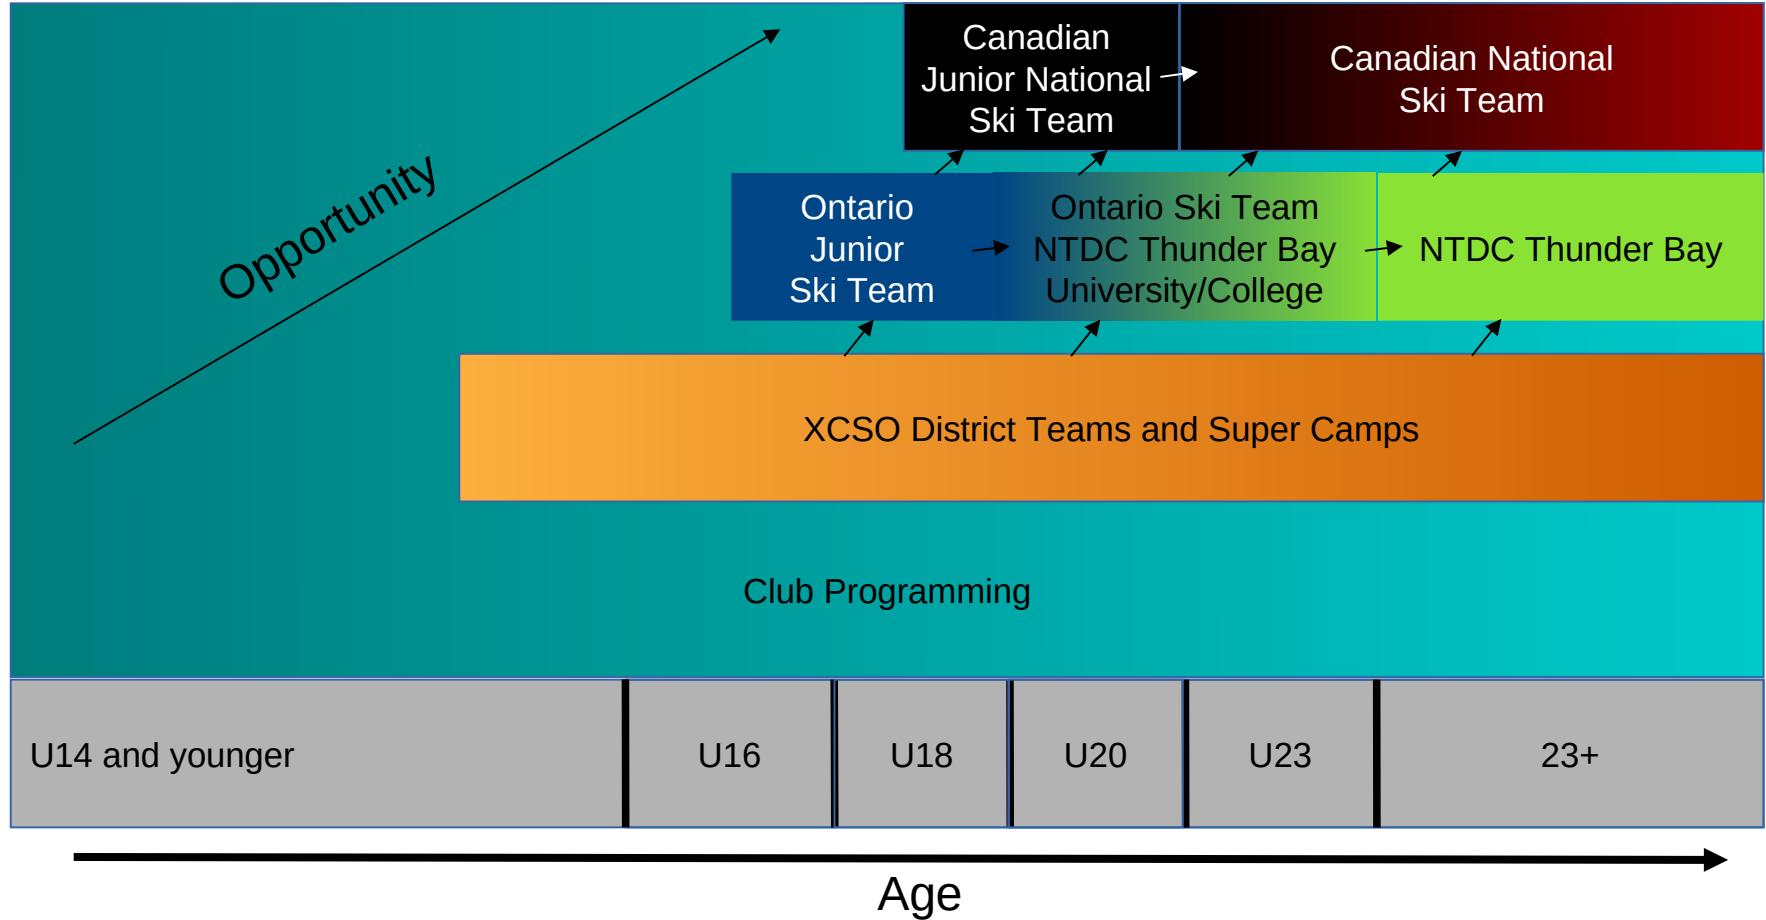 Canadian
Junior National
Ski Team
Canadian National
Ski Team
Opportunity
Ontario
Junior
Ski Team
Ontario Ski Team
NTDC Thunder Bay
University/College
NTDC Thunder Bay
XCSO District Teams and Super Camps
Club Programming
U14 and younger
U16
U18
U20
U23
23+
Age